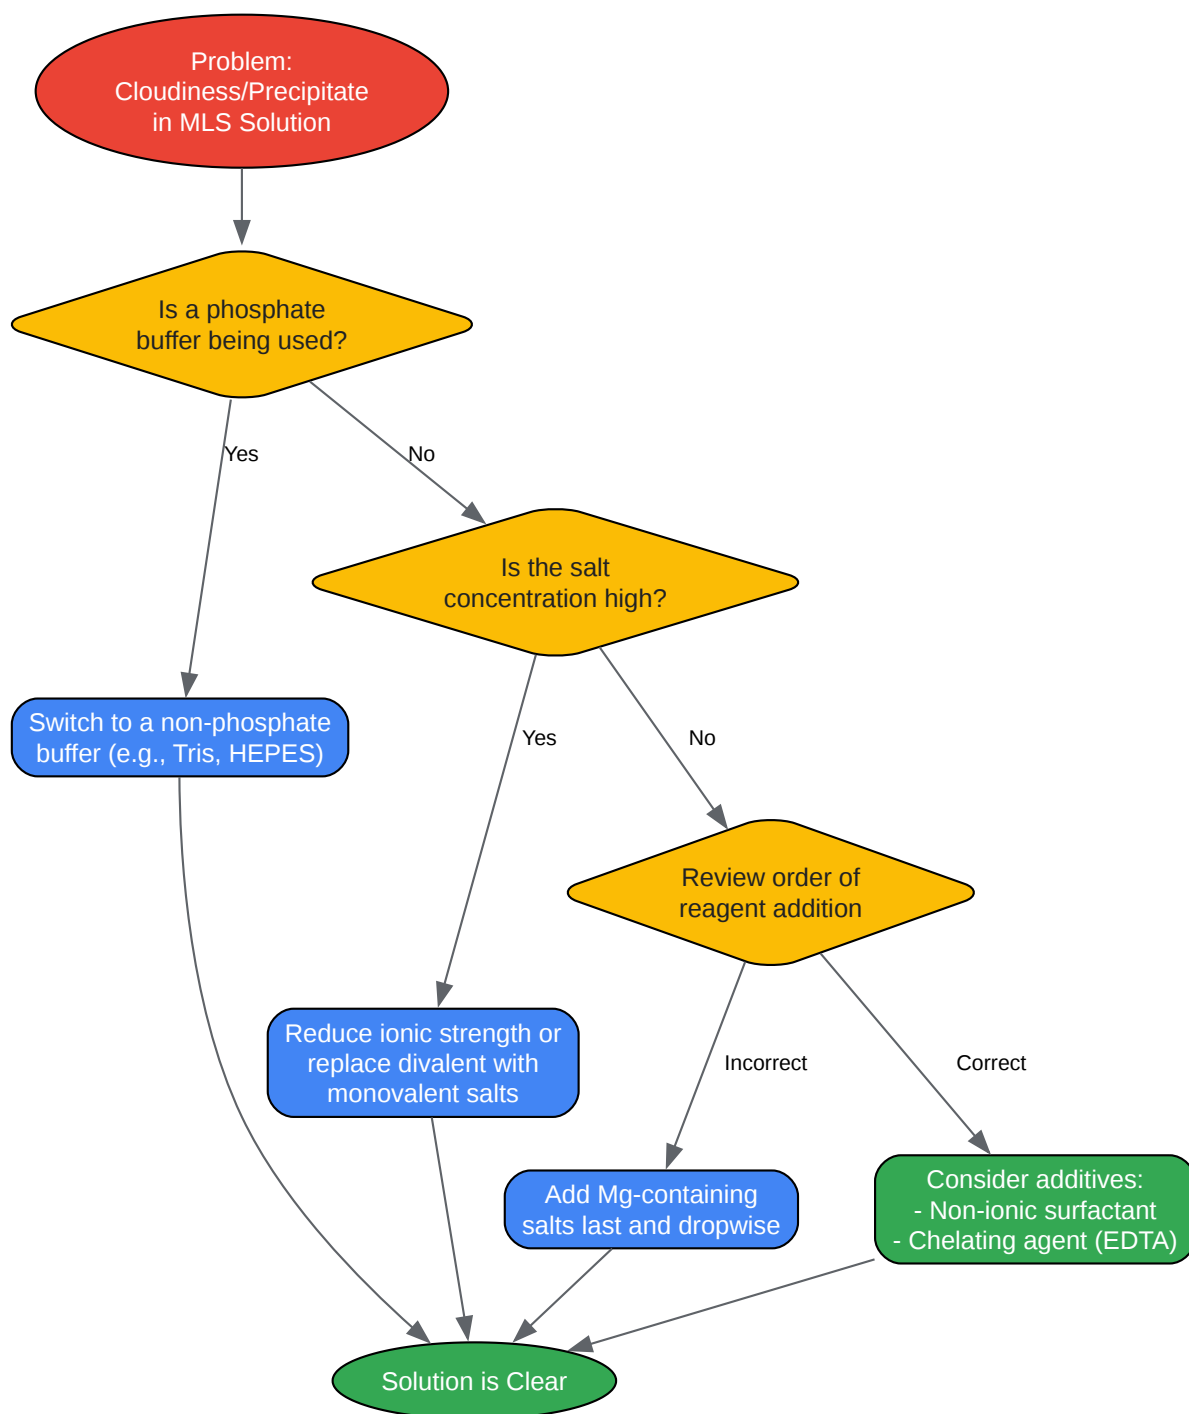 Problem:
Cloudiness/Precipitate
in MLS Solution
Is a phosphate
buffer being used?
Yes
No
Is the salt
concentration high?
Switch to a non-phosphate
buffer (e.g., Tris, HEPES)
Yes
No
Review order of
reagent addition
Reduce ionic strength or
replace divalent with
monovalent salts
Incorrect
Correct
Add Mg-containing
salts last and dropwise
Consider additives:
- Non-ionic surfactant
- Chelating agent (EDTA)
Solution is Clear